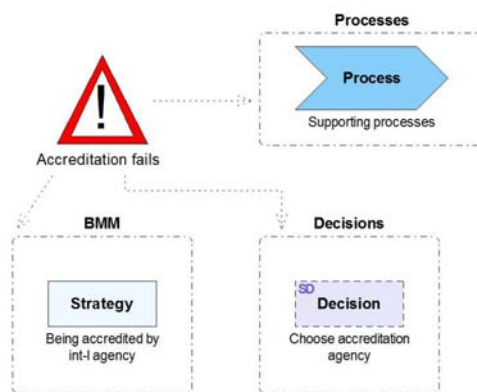 Processes
!
Process
Supporting processes
Accreditation fails
BMM
Decisions
Strategy
SD
Decision
Being accredited by
int-l agency
Choose accreditation
agency